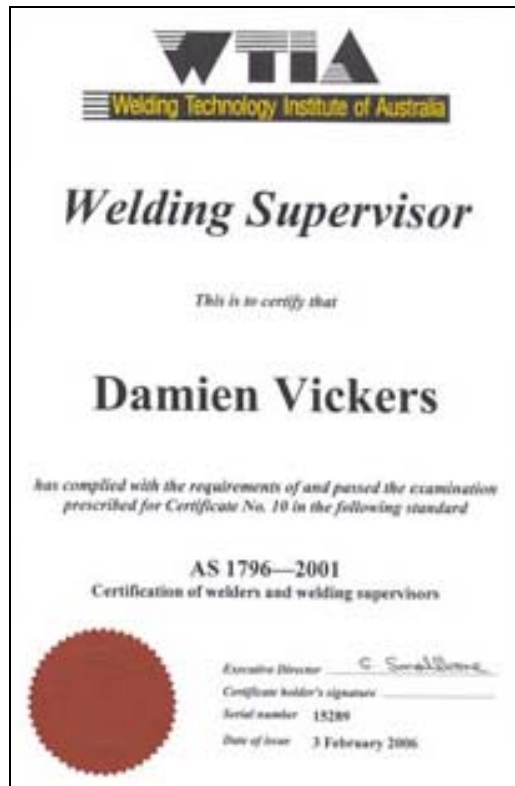 WTIA
Welding Technology Institute of Australia
Welding Supervisor
This is to certify that
Damien Vickers
has complied with the requirements of and passed the examination
prescribed for Certificate No. 10 in the following standard
AS 1796—2001
Certification of welders and welding supervisors
Executive Director
Certificate holder's signature
Serial number 15289
Date of issue 3 February 2006